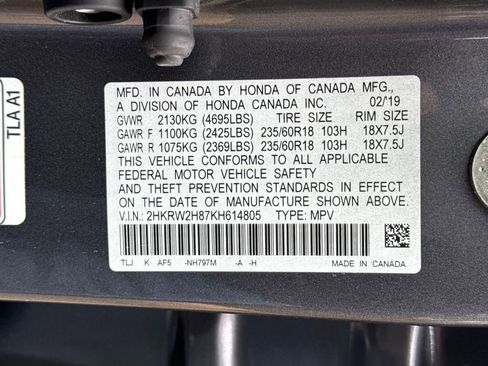 TLA A1
MFD. IN CANADA BY HONDA OF CANADA MFG.,
A DIVISION OF HONDA CANADA INC. 02/'19
GVWR 2130KG (4695LBS) TIRE SIZE RIM SIZE
GAWR F 1100KG (2425LBS) 235/60R18 103H 18X7.5J
GAWR R 1075KG (2369LBS) 235/60R18 103H 18X7.5J
THIS VEHICLE CONFORMS TO ALL APPLICABLE
FEDERAL MOTOR VEHICLE SAFETY
AND THEFT PREVENTION STANDARDS IN EFFECT
ON THE DATE OF MANUFACTURE SHOWN ABOVE.
V.I.N.: 2HKRW2H87KH614805 TYPE: MPV
TLJ K AF5 -NH797M -A -H MADE IN CANADA